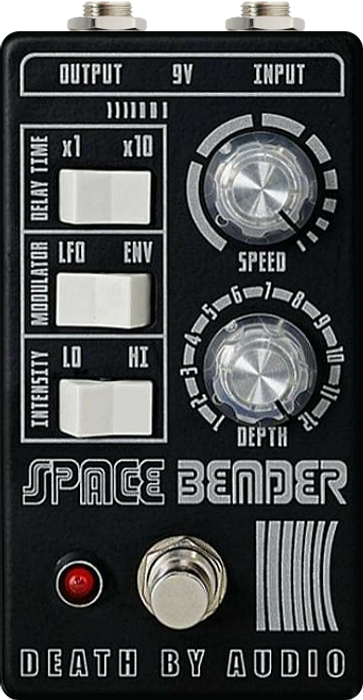 OUTPUT 9V INPUT
DELAY TIME
x1 x10
SPEED
MODULATOR
LFO ENV
INTENSITY
LO HI
1 2 3 4 5 6 7 8 9 10 11 12
DEPTH
SPACE BENDER
DEATH BY AUDIO